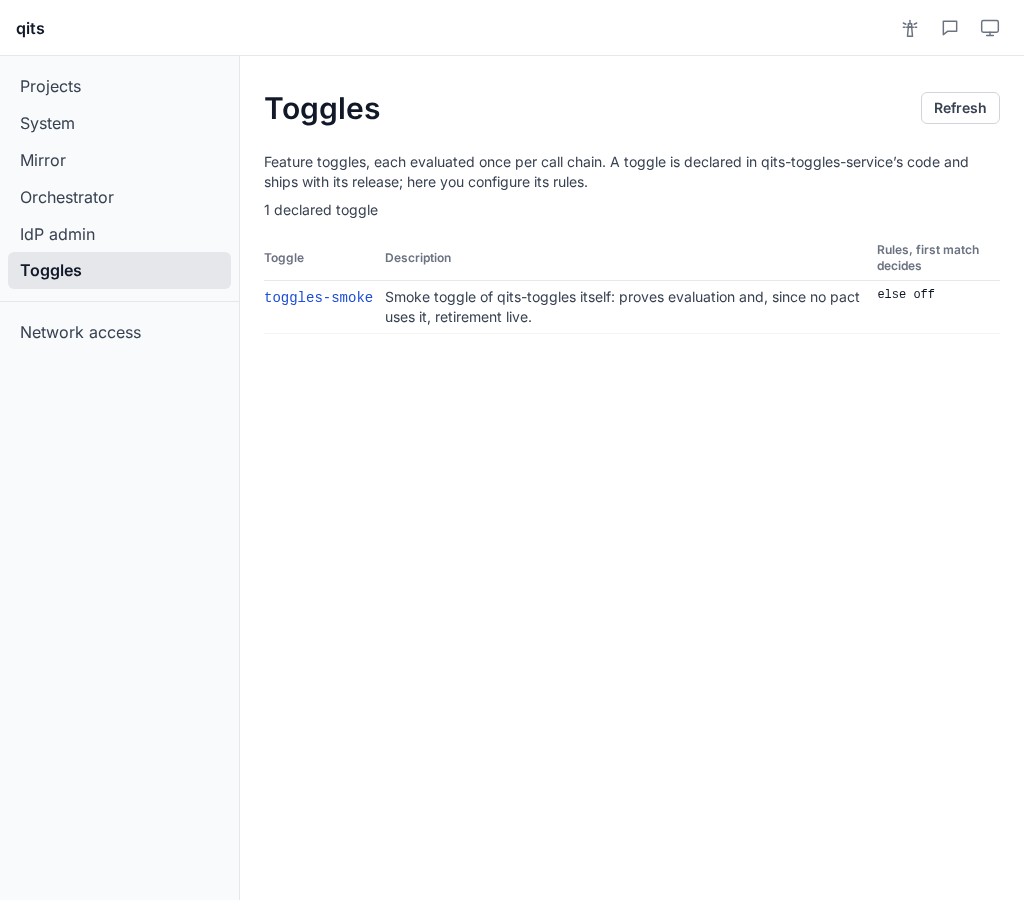 qits
Projects
System
Mirror
Orchestrator
IdP admin
Toggles
Network access
Toggles
Refresh
Feature toggles, each evaluated once per call chain. A toggle is declared in qits-toggles-service’s code and
ships with its release; here you configure its rules.
1 declared toggle
Toggle
Description
Rules, first match
decides
toggles-smoke
Smoke toggle of qits-toggles itself: proves evaluation and, since no pact
uses it, retirement live.
else off